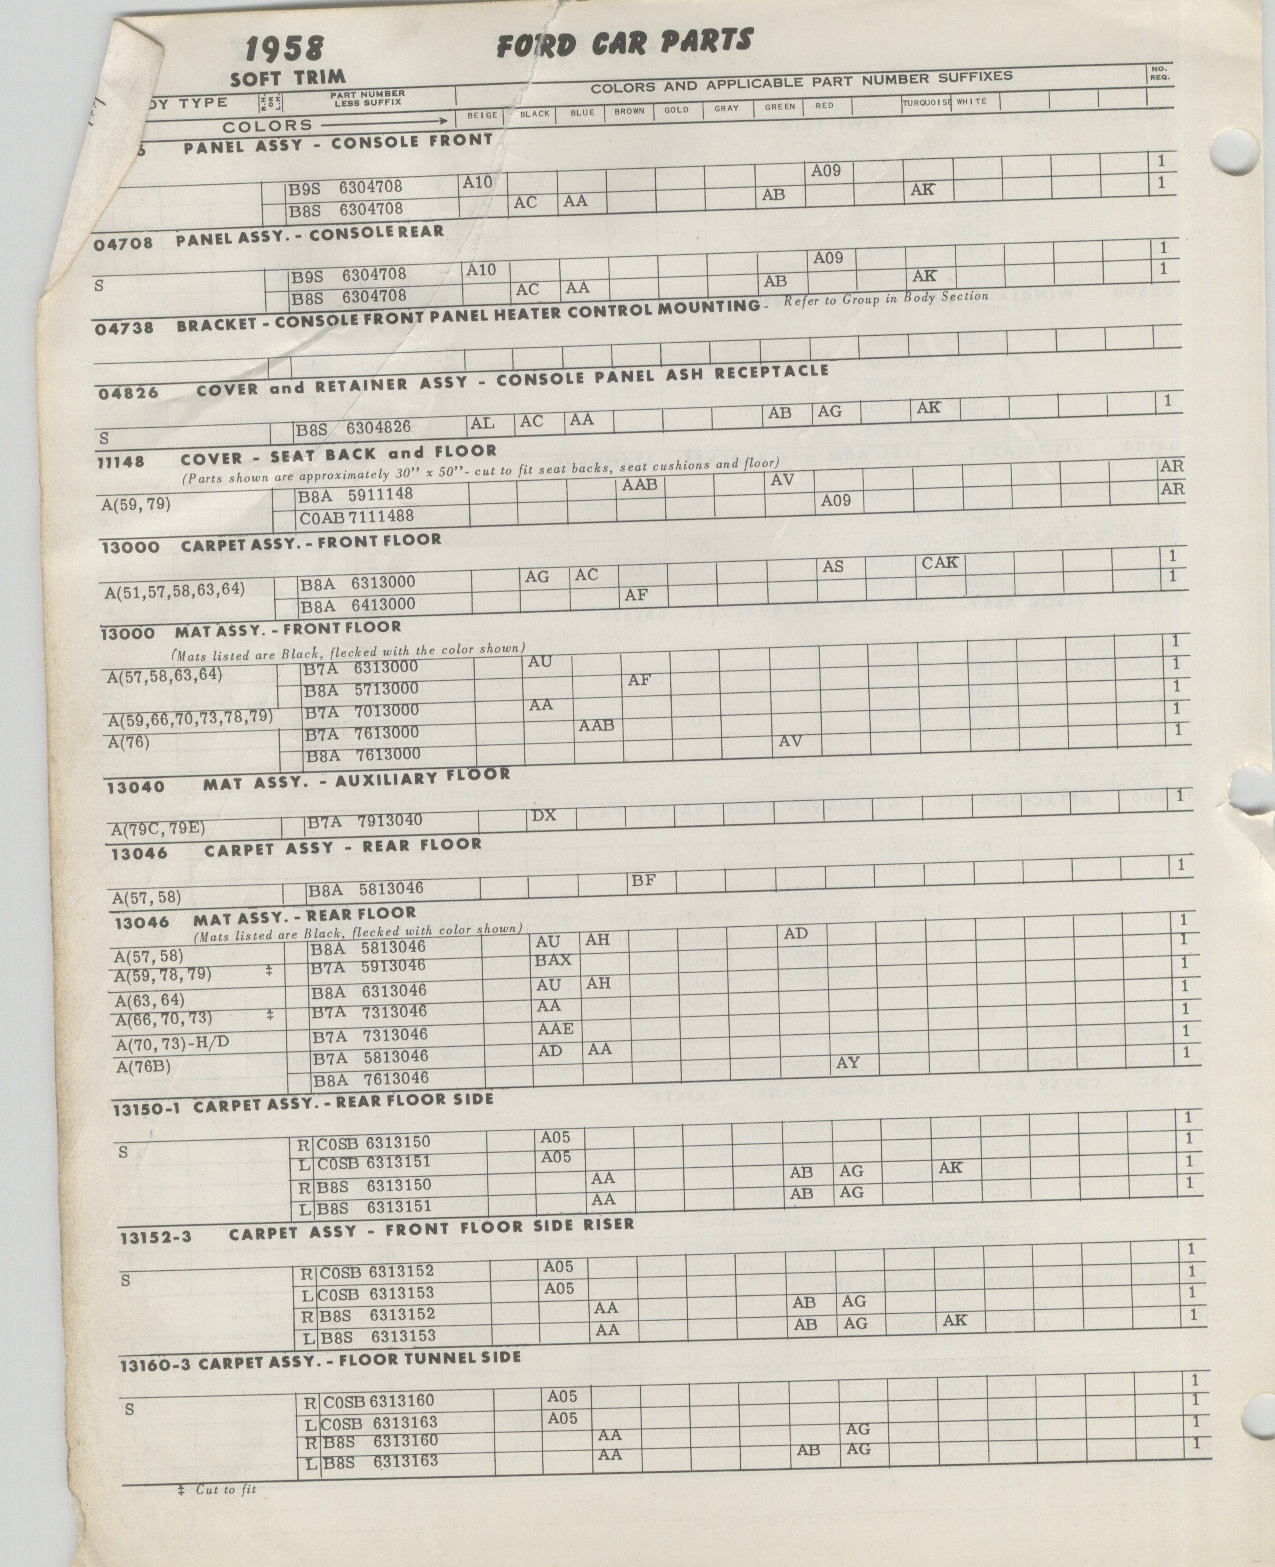 1958 FORD CAR PARTS
SOFT TRIM
DY TYPE R.H. OR L.H. PART NUMBER LESS SUFFIX COLORS AND APPLICABLE PART NUMBER SUFFIXES NO. REQ.
COLORS BEIGE BLACK BLUE BROWN GOLD GRAY GREEN RED TURQUOISE WHITE
6 PANEL ASSY - CONSOLE FRONT
B9S 6304708 A10 A09 1
B8S 6304708 AC AA AB AK 1
04708 PANEL ASSY. - CONSOLE REAR
S B9S 6304708 A10 A09 1
B8S 6304708 AC AA AB AK 1
04738 BRACKET - CONSOLE FRONT PANEL HEATER CONTROL MOUNTING - Refer to Group in Body Section
04826 COVER and RETAINER ASSY - CONSOLE PANEL ASH RECEPTACLE
S B8S 6304826 AL AC AA AB AG AK 1
11148 COVER - SEAT BACK and FLOOR
(Parts shown are approximately 30" x 50" - cut to fit seat backs, seat cushions and floor)
A(59, 79) B8A 5911148 AAB AV AR
C0AB 7111488 A09 AR
13000 CARPET ASSY. - FRONT FLOOR
A(51,57,58,63,64) B8A 6313000 AG AC AS CAK 1
B8A 6413000 AF 1
13000 MAT ASSY. - FRONT FLOOR
(Mats listed are Black, flecked with the color shown)
A(57,58,63,64) B7A 6313000 AU 1
B8A 5713000 AF 1
A(59,66,70,73,78,79) B7A 7013000 AA 1
A(76) B7A 7613000 AAB 1
B8A 7613000 AV 1
13040 MAT ASSY. - AUXILIARY FLOOR
A(79C, 79E) B7A 7913040 DX 1
13046 CARPET ASSY - REAR FLOOR
A(57, 58) B8A 5813046 BF 1
13046 MAT ASSY. - REAR FLOOR
(Mats listed are Black, flecked with color shown)
A(57, 58) B8A 5813046 AU AH AD 1
A(59, 78, 79) ‡ B7A 5913046 BAX 1
A(63, 64) B8A 6313046 AU AH 1
A(66, 70, 73) ‡ B7A 7313046 AA 1
A(70, 73)-H/D B7A 7313046 AAE 1
A(76B) B7A 5813046 AD AA 1
B8A 7613046 AY 1
13150-1 CARPET ASSY. - REAR FLOOR SIDE
S R C0SB 6313150 A05 1
L C0SB 6313151 A05 1
R B8S 6313150 AA AB AG AK 1
L B8S 6313151 AA AB AG 1
13152-3 CARPET ASSY - FRONT FLOOR SIDE RISER
S R C0SB 6313152 A05 1
L C0SB 6313153 A05 1
R B8S 6313152 AA AB AG 1
L B8S 6313153 AA AB AG AK 1
13160-3 CARPET ASSY. - FLOOR TUNNEL SIDE
S R C0SB 6313160 A05 1
L C0SB 6313163 A05 1
R B8S 6313160 AA AG 1
L B8S 6313163 AA AB AG 1
‡ Cut to fit